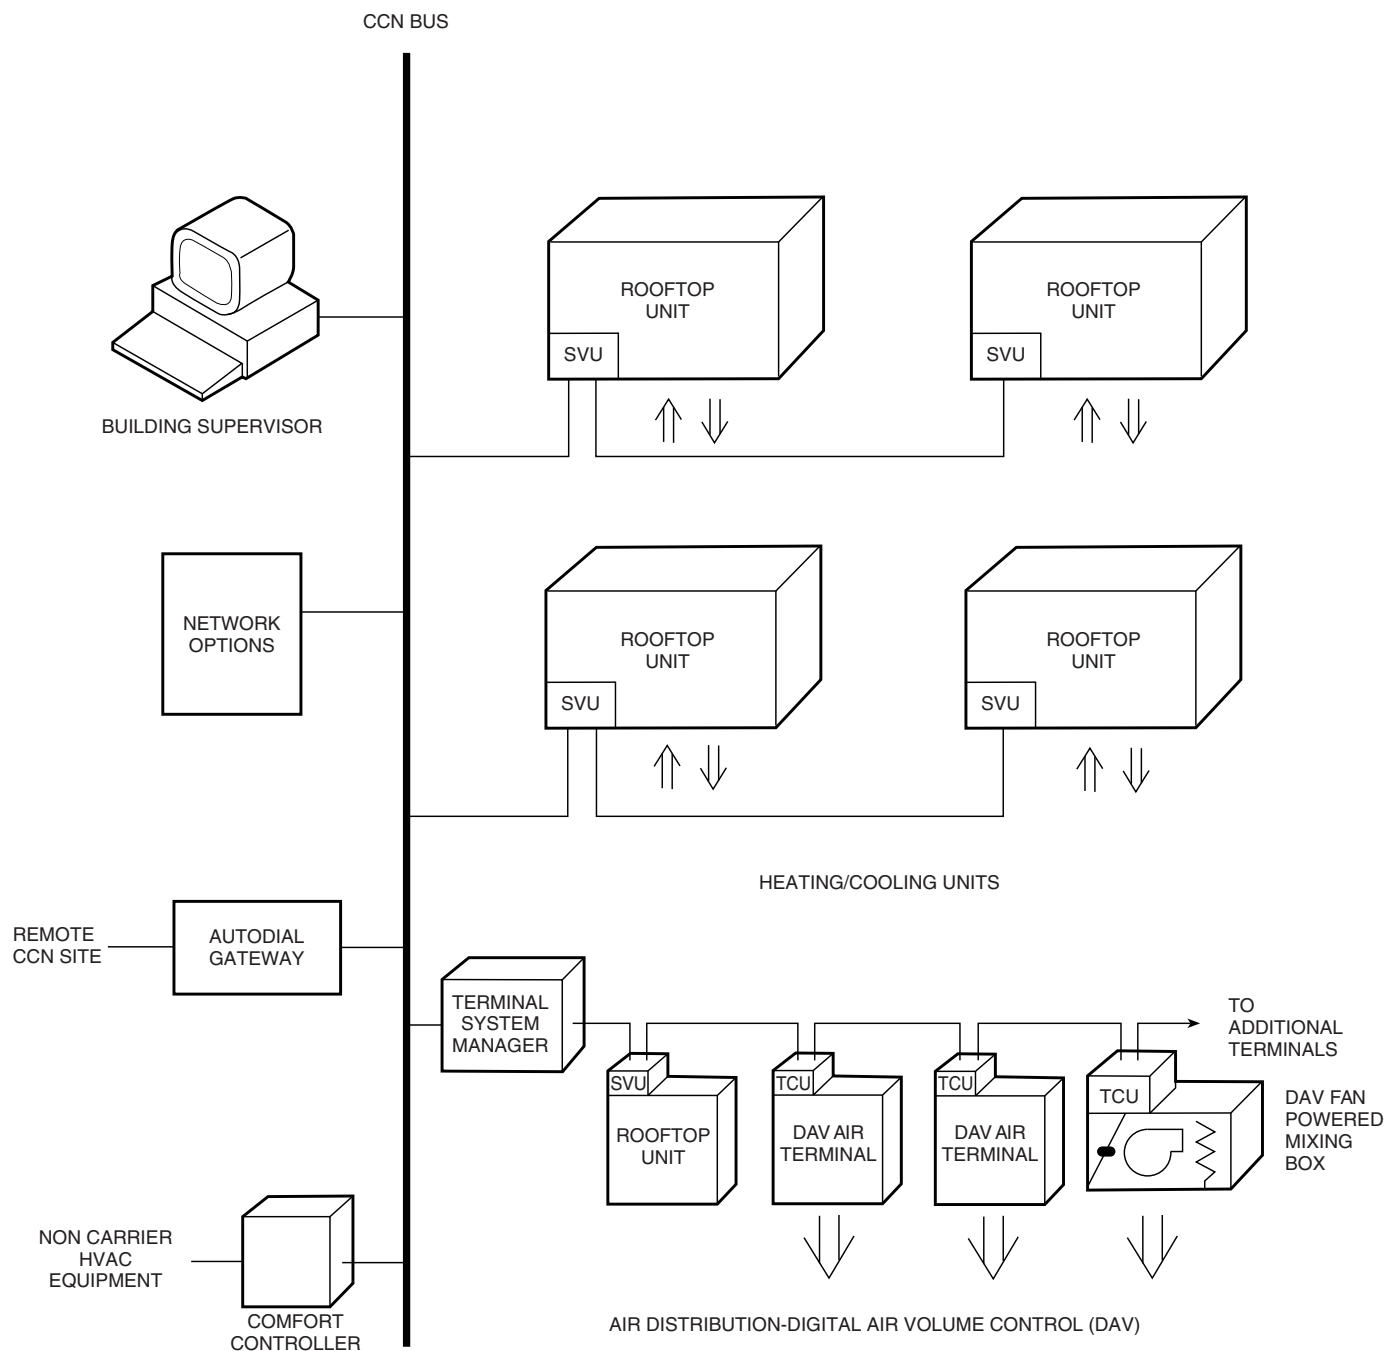 CCN BUS
ROOFTOP
UNIT
SVU
ROOFTOP
UNIT
SVU
BUILDING SUPERVISOR
NETWORK
OPTIONS
ROOFTOP
UNIT
SVU
ROOFTOP
UNIT
SVU
HEATING/COOLING UNITS
REMOTE
CCN SITE
AUTODIAL
GATEWAY
TERMINAL
SYSTEM
MANAGER
TO
ADDITIONAL
TERMINALS
SVU
ROOFTOP
UNIT
TCU
DAV AIR
TERMINAL
TCU
DAV AIR
TERMINAL
TCU
DAV FAN
POWERED
MIXING
BOX
NON CARRIER
HVAC
EQUIPMENT
COMFORT
CONTROLLER
AIR DISTRIBUTION-DIGITAL AIR VOLUME CONTROL (DAV)